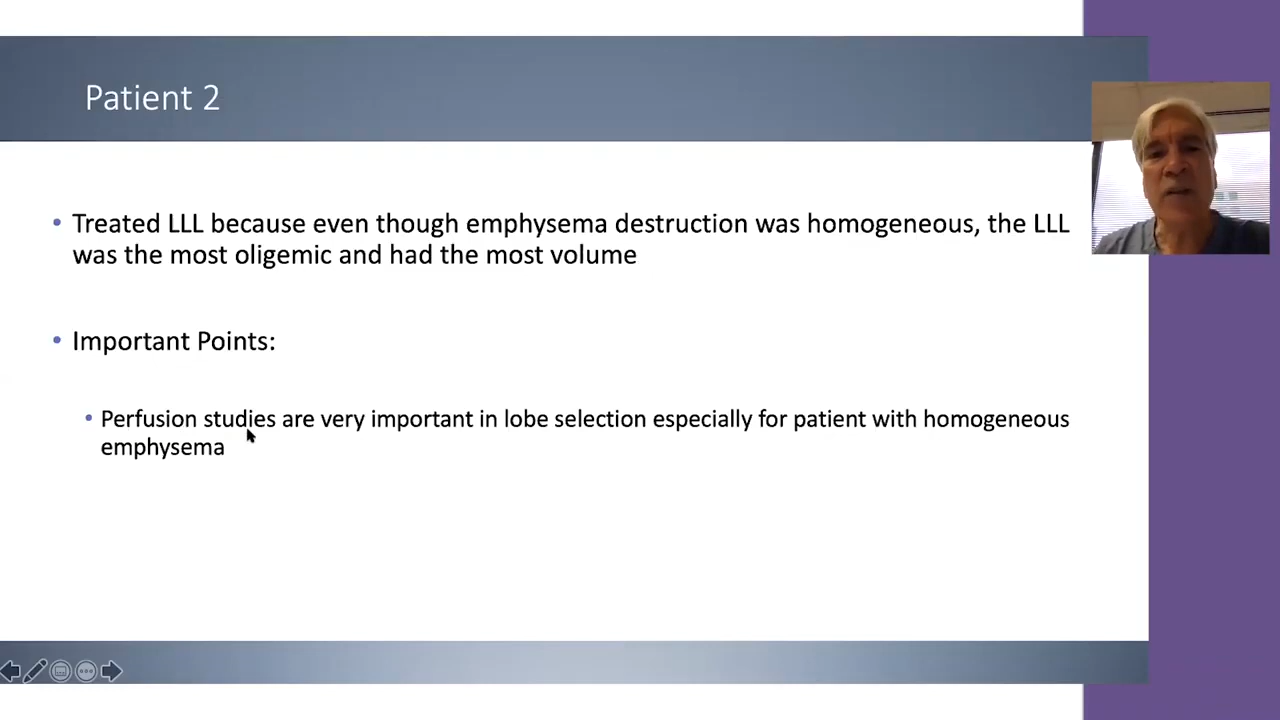 Patient 2
• Treated LLL because even though emphysema destruction was homogeneous, the LLL
was the most oligemic and had the most volume
• Important Points:
• Perfusion studies are very important in lobe selection especially for patient with homogeneous
emphysema